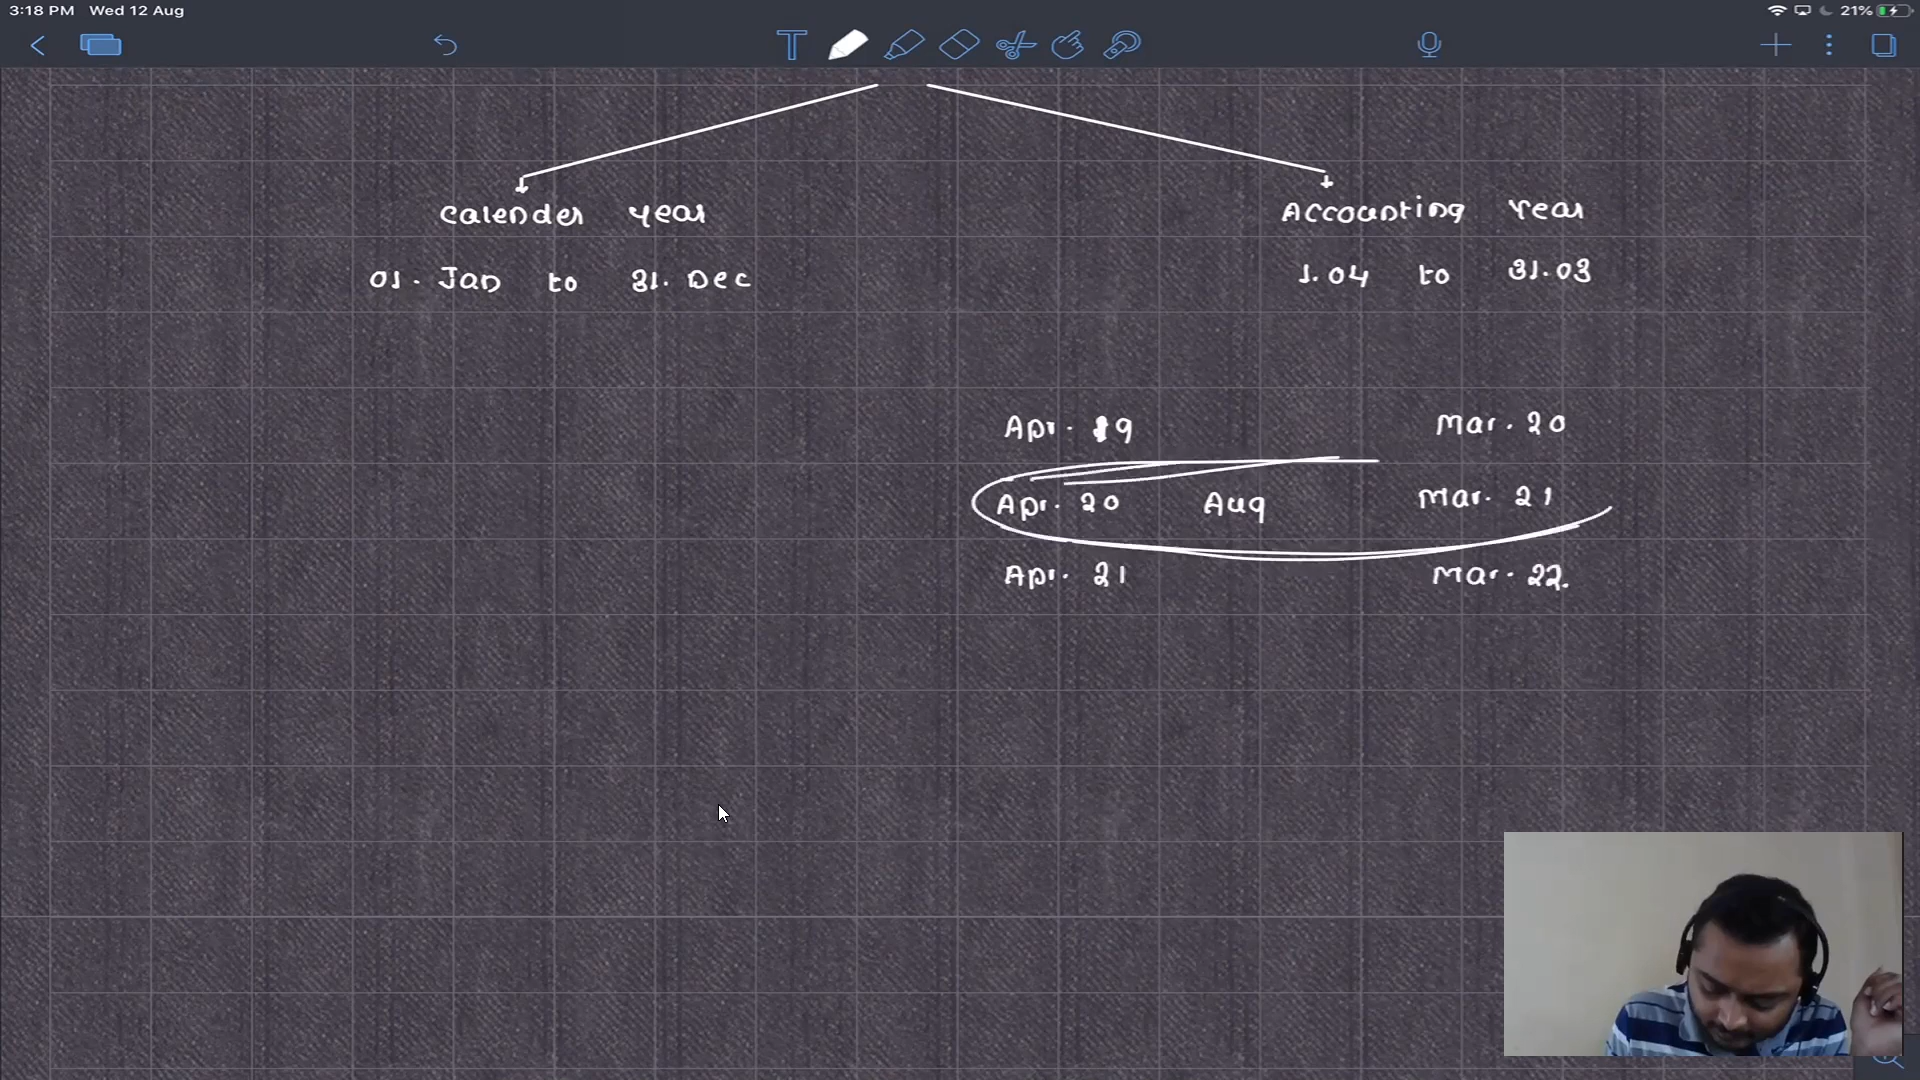 3:18 PM Wed 12 Aug
21%
T
Calender year
Accounting Year
01. Jan to 31. Dec
1.04 to 31.03
Apr. 19 Mar. 20
Apr. 20 Aug Mar. 21
Apr. 21 Mar. 22.